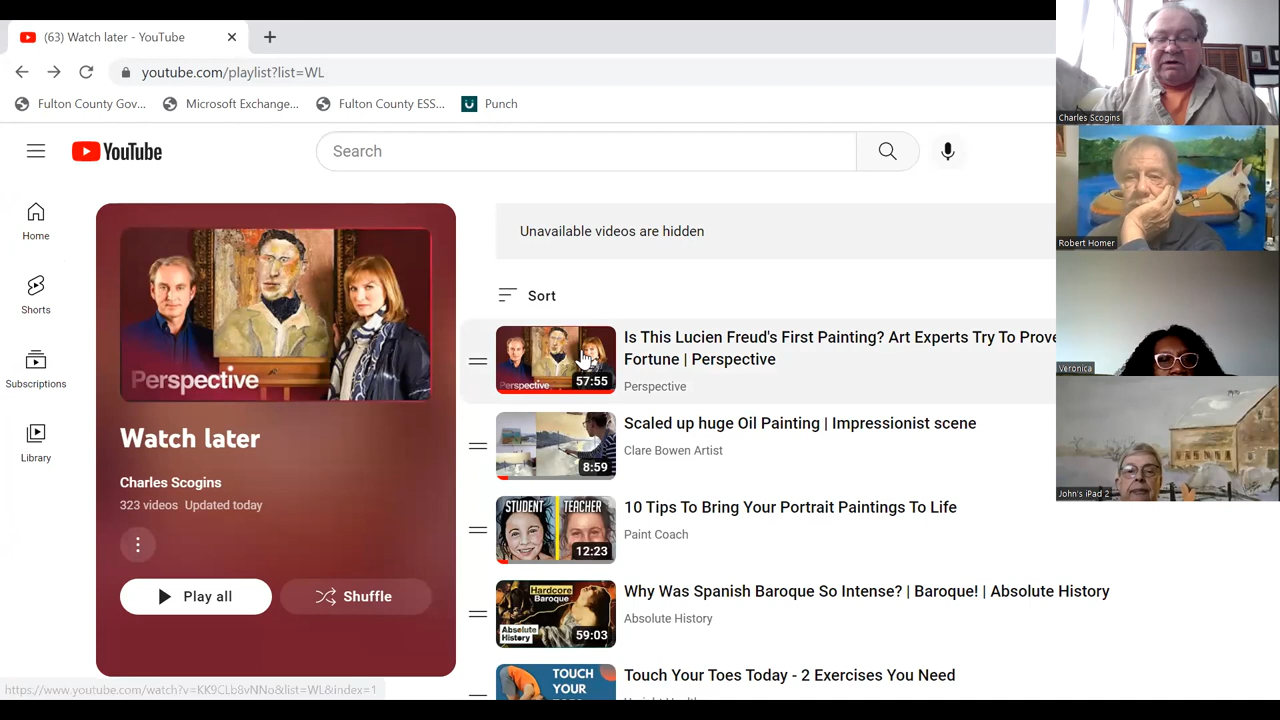 (63) Watch later - YouTube
youtube.com/playlist?list=WL
Fulton County Gov...
Microsoft Exchange...
Fulton County ESS...
Punch
YouTube
Search
Home
Shorts
Subscriptions
Library
Perspective
Watch later
Charles Scogins
323 videos Updated today
Play all
Shuffle
Unavailable videos are hidden
Sort
Perspective
57:55
Is This Lucien Freud's First Painting? Art Experts Try To Prove
Fortune | Perspective
Perspective
8:59
Scaled up huge Oil Painting | Impressionist scene
Clare Bowen Artist
STUDENT
TEACHER
12:23
10 Tips To Bring Your Portrait Paintings To Life
Paint Coach
Hardcore
Baroque
Absolute
History
59:03
Why Was Spanish Baroque So Intense? | Baroque! | Absolute History
Absolute History
TOUCH
YOUR
Touch Your Toes Today - 2 Exercises You Need
https://www.youtube.com/watch?v=KK9CLb8vNNo&list=WL&index=1
Charles Scogins
Robert Homer
Veronica
John's iPad 2